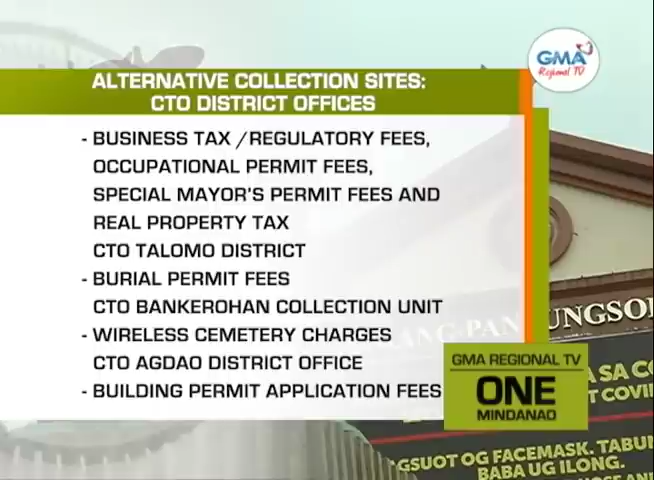 GMA
Regional TV
ALTERNATIVE COLLECTION SITES:
CTO DISTRICT OFFICES
- BUSINESS TAX /REGULATORY FEES,
OCCUPATIONAL PERMIT FEES,
SPECIAL MAYOR'S PERMIT FEES AND
REAL PROPERTY TAX
CTO TALOMO DISTRICT
- BURIAL PERMIT FEES
CTO BANKEROHAN COLLECTION UNIT
- WIRELESS CEMETERY CHARGES
CTO AGDAO DISTRICT OFFICE
- BUILDING PERMIT APPLICATION FEES
GMA REGIONAL TV
ONE
MINDANAO
ANG PAN UNGSOD
SA
GSUOT OG FACEMASK. TABUN
BABA UG ILONG.